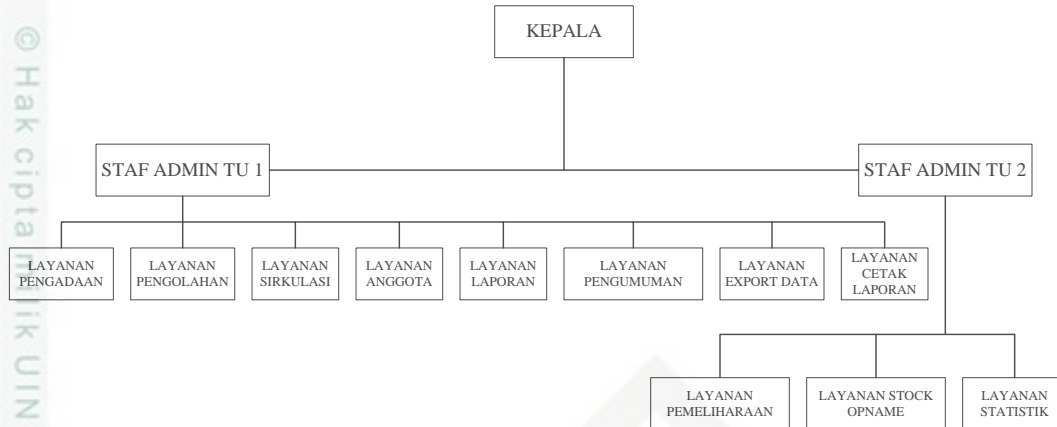 KEPALA
STAF ADMIN TU 1
STAF ADMIN TU 2
LAYANAN
PENGADAAN
LAYANAN
PENGOLAHAN
LAYANAN
SIRKULASI
LAYANAN
ANGGOTA
LAYANAN
LAPORAN
LAYANAN
PENGUMUMAN
LAYANAN
EXPORT DATA
LAYANAN
CETAK
LAPORAN
LAYANAN
PEMELIHARAAN
LAYANAN STOCK
OPNAME
LAYANAN
STATISTIK
© Hak cipta milik UIN